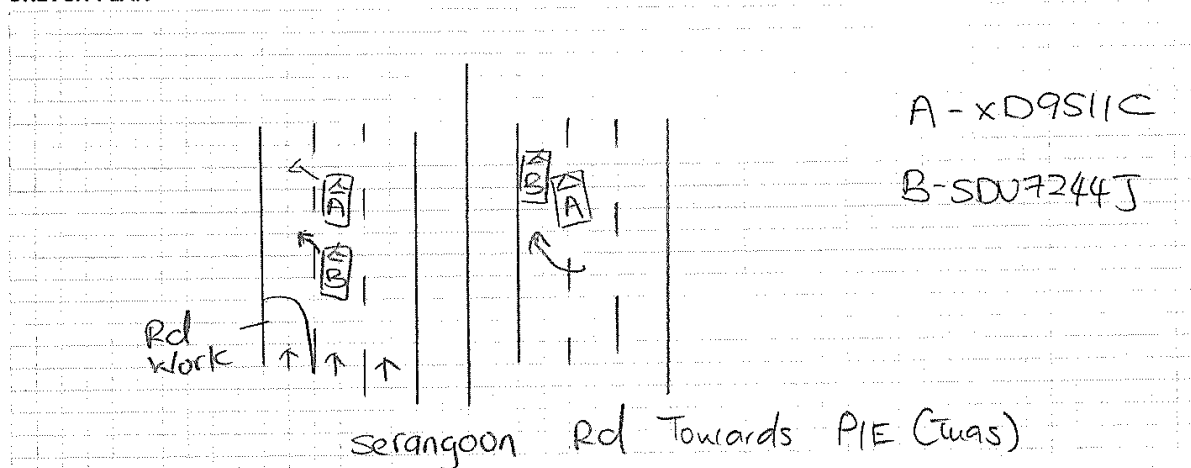 A - XD9511C
B - SDU7244J
A
B
B
A
Rd
Work
Serangoon Rd Towards PIE (Tuas)